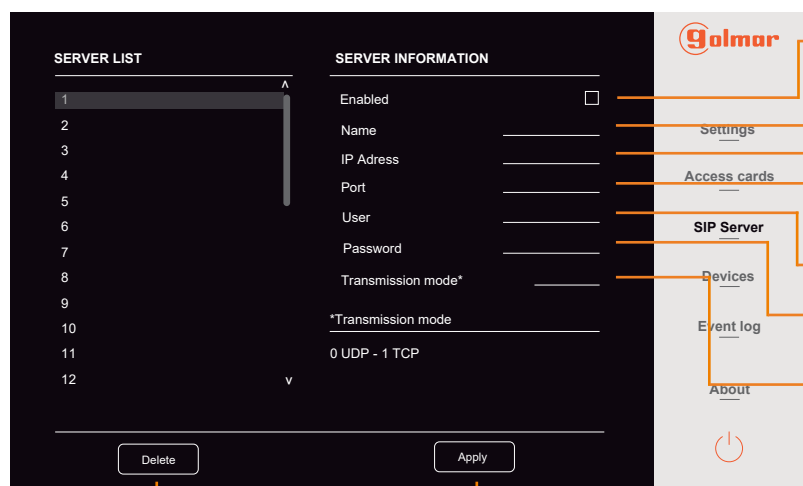 golmar
SERVER LIST
1
2
3
4
5
6
7
8
9
10
11
12
SERVER INFORMATION
Enabled
Name
IP Adress
Port
User
Password
Transmission mode*
*Transmission mode
0 UDP - 1 TCP
Delete
Apply
Settings
Access cards
SIP Server
Devices
Event log
About